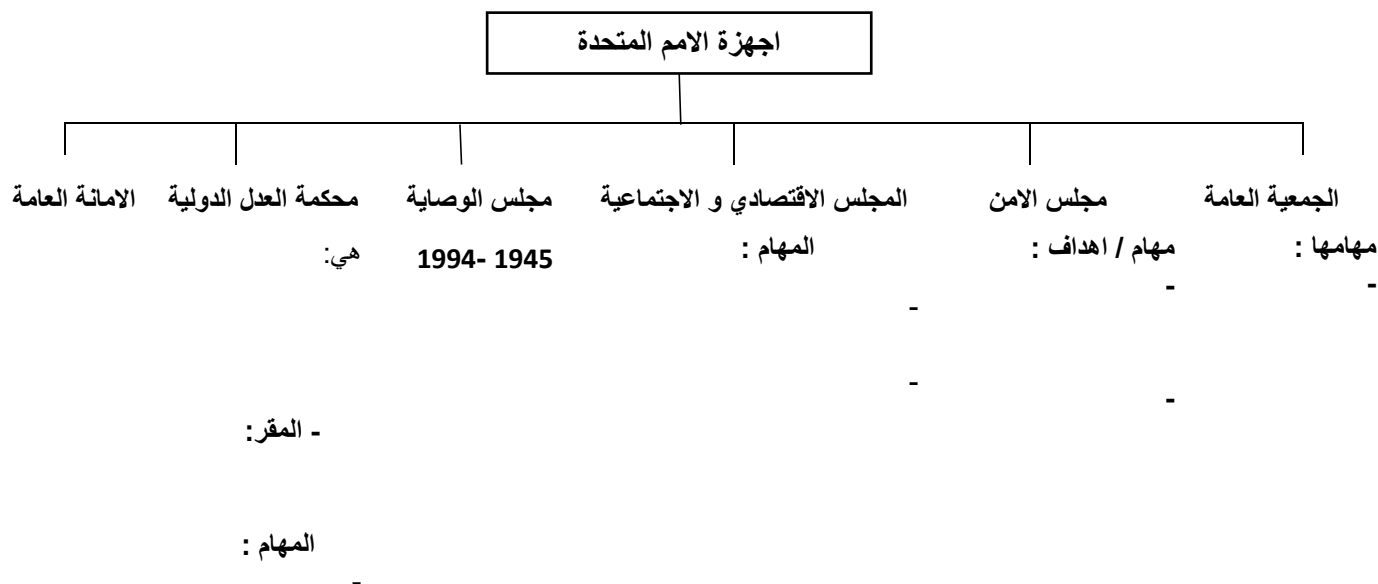 اجهزة الامم المتحدة
الجمعية العامة
مهامها :
-
مجلس الامن
مهام / اهداف :
-
-
المجلس الاقتصادي و الاجتماعية
المهام :
-
-
مجلس الوصاية
1945 -1994
محكمة العدل الدولية
هي:
- المقر:
المهام :
-
الامانة العامة